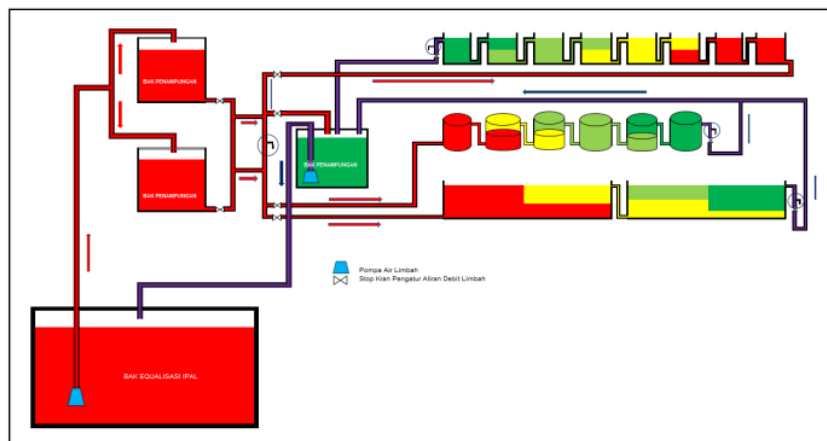 BAK PENAMPUNGAN
BAK PENAMPUNGAN
BAK PENAMPUNGAN
Pompa Air Limbah
Stop Kran Pengatur Aliran Debit Limbah
BAK EQUALISASI IPAL